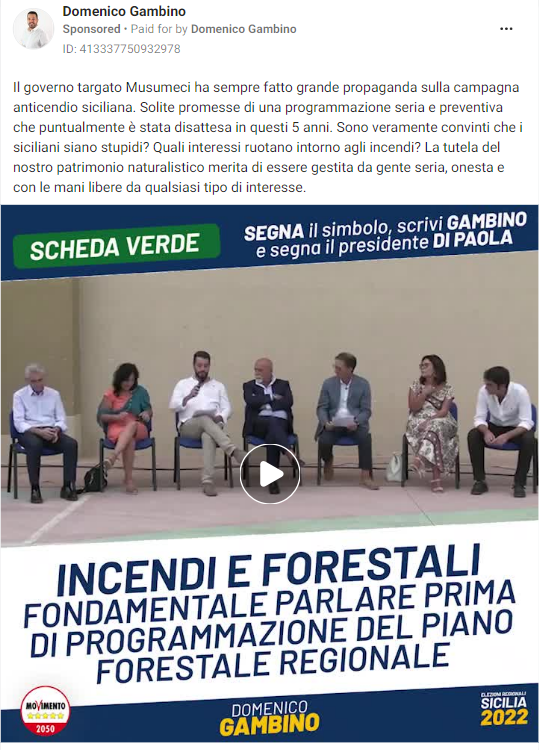 Domenico Gambino
Sponsored • Paid for by Domenico Gambino
ID: 413337750932978
Il governo targato Musumeci ha sempre fatto grande propaganda sulla campagna
anticendio siciliana. Solite promesse di una programmazione seria e preventiva
che puntualmente è stata disattesa in questi 5 anni. Sono veramente convinti che i
siciliani siano stupidi? Quali interessi ruotano intorno agli incendi? La tutela del
nostro patrimonio naturalistico merita di essere gestita da gente seria, onesta e
con le mani libere da qualsiasi tipo di interesse.
SCHEDA VERDE
SEGNA il simbolo, scrivi GAMBINO
e segna il presidente DI PAOLA
INCENDI E FORESTALI
FONDAMENTALE PARLARE PRIMA
DI PROGRAMMAZIONE DEL PIANO
FORESTALE REGIONALE
MOVIMENTO
2050
DOMENICO
GAMBINO
ELEZIONI REGIONALI
SICILIA
2022